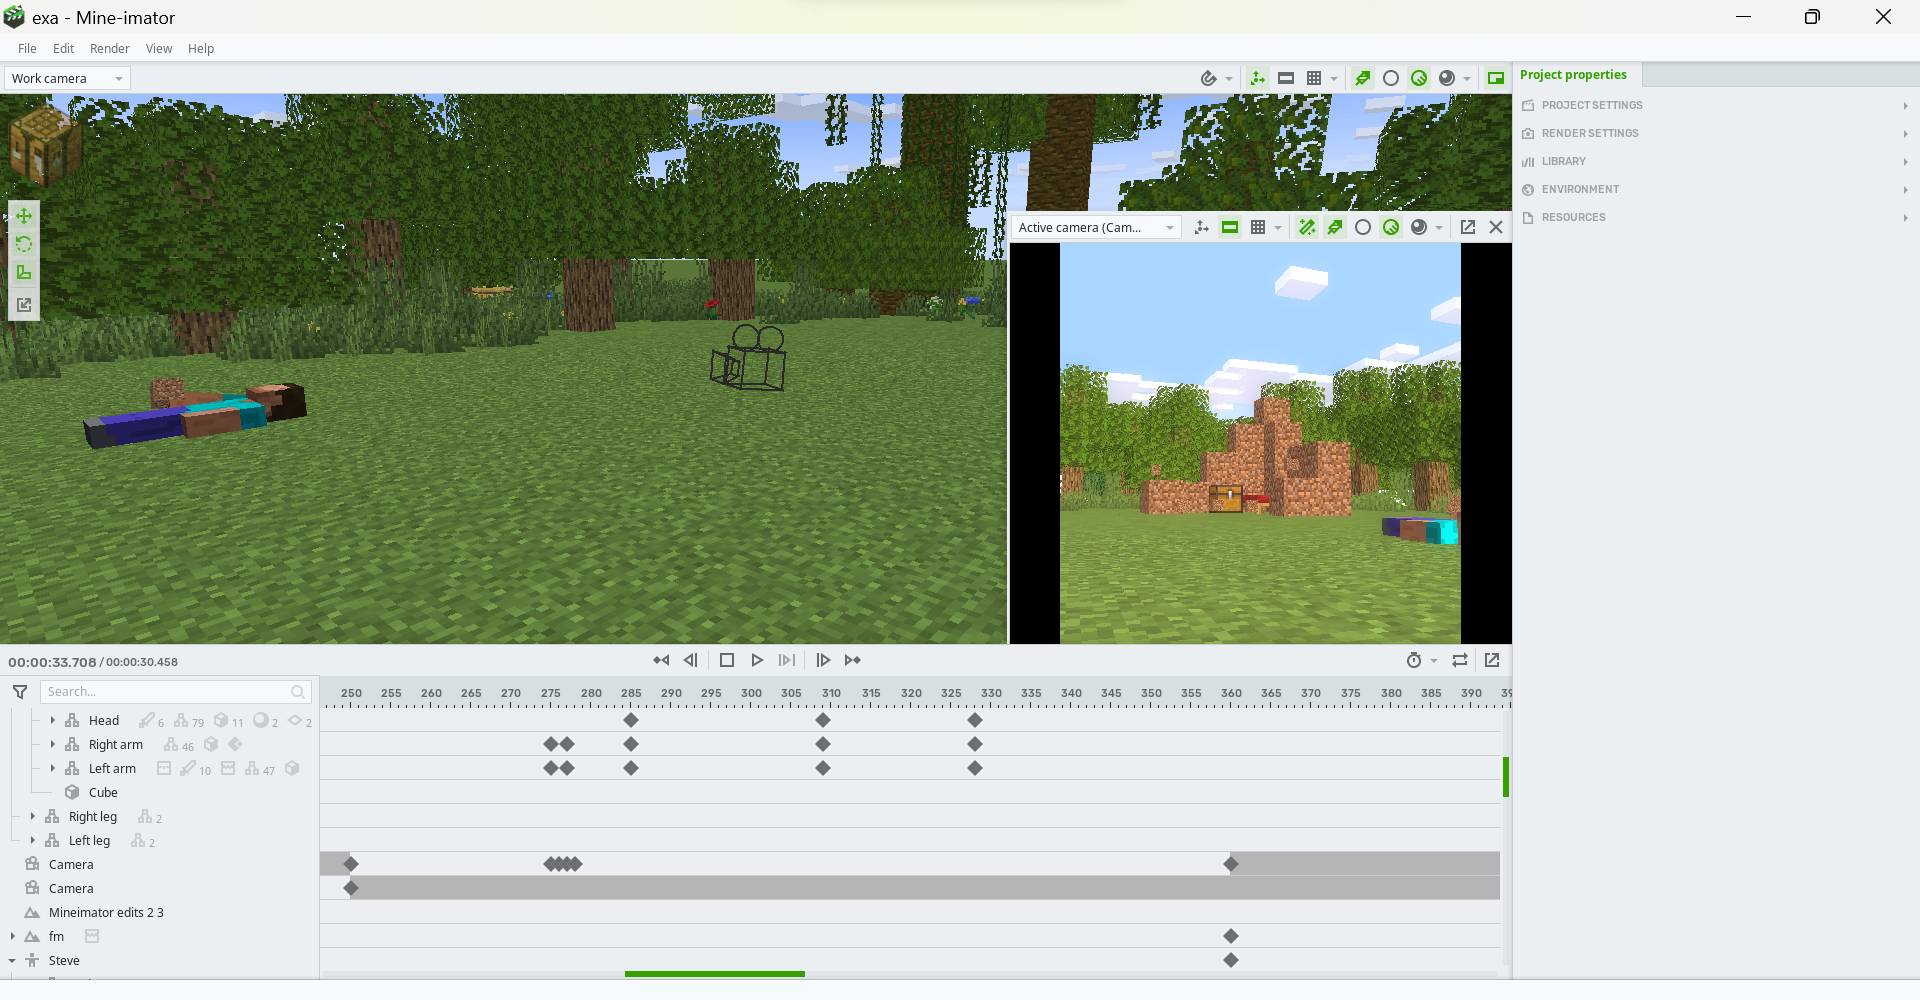 exa - Mine-imator
File Edit Render View Help
Work camera
Project properties
PROJECT SETTINGS
RENDER SETTINGS
LIBRARY
ENVIRONMENT
RESOURCES
Active camera (Cam...
00:00:33.708 / 00:00:30.458
Search...
250 255 260 265 270 275 280 285 290 295 300 305 310 315 320 325 330 335 340 345 350 355 360 365 370 375 380 385 390
Head 6 79 11 2 2
Right arm 46
Left arm 10 47
Cube
Right leg 2
Left leg 2
Camera
Camera
Mineimator edits 2 3
fm
Steve